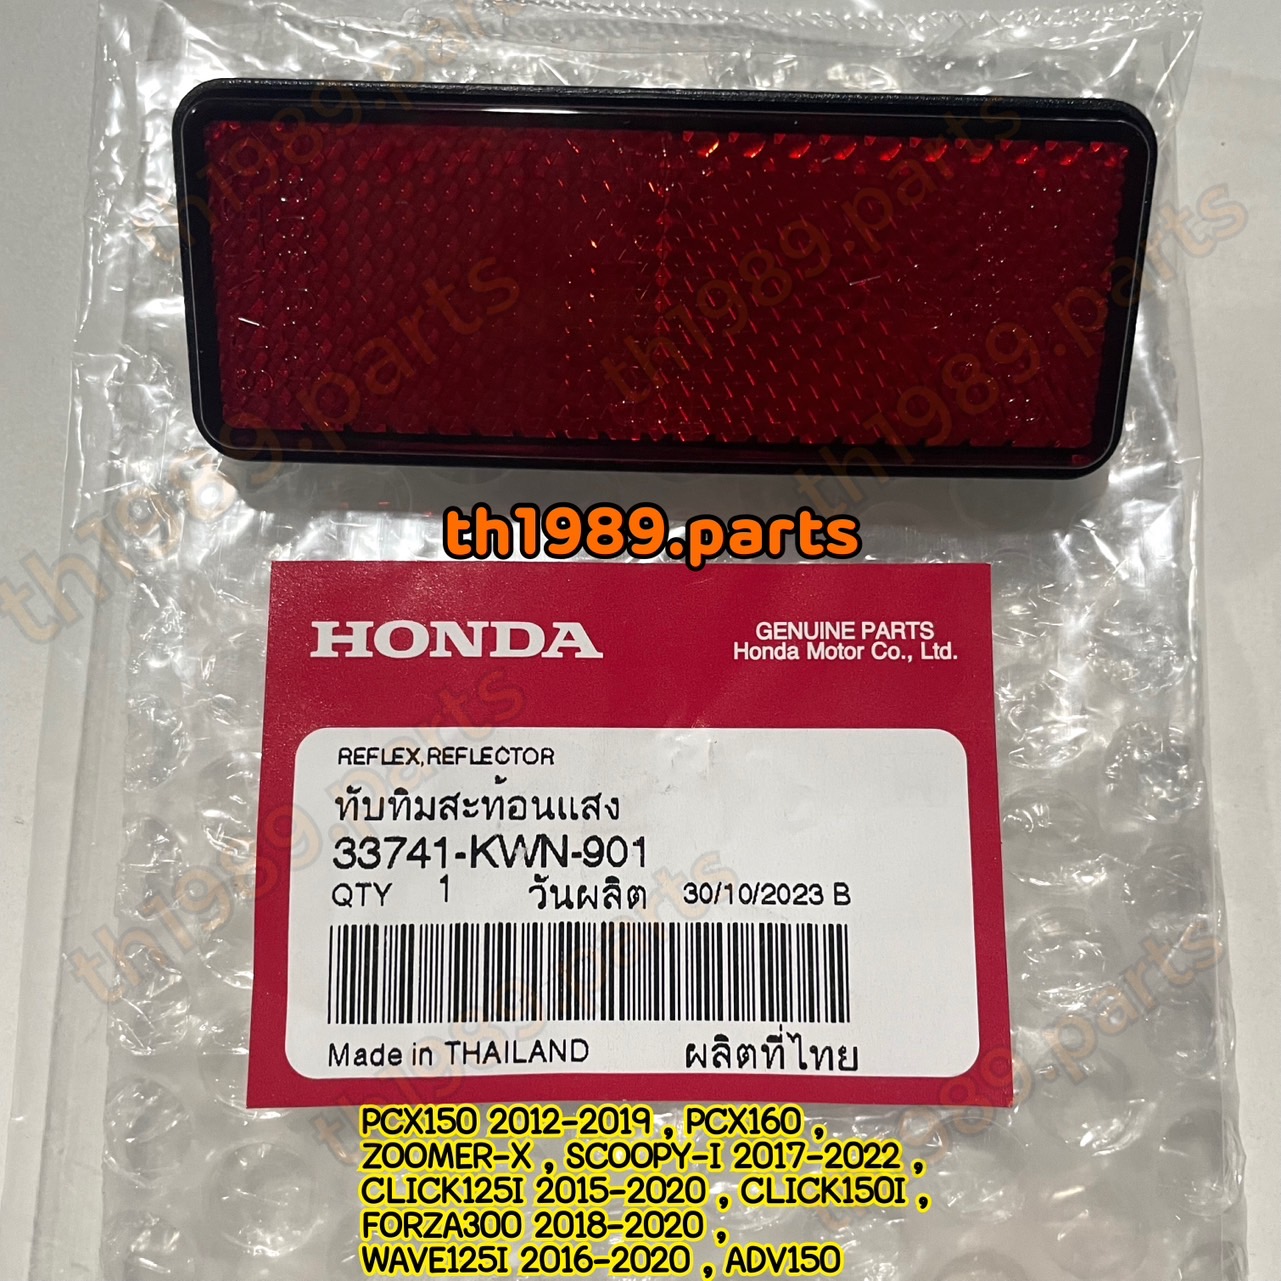 th1989.parts
HONDA
GENUINE PARTS
Honda Motor Co., Ltd.
REFLEX,REFLECTOR
ทับทิมสะท้อนแสง
33741-KWN-901
QTY 1 วันผลิต 30/10/2023 B
Made in THAILAND ผลิตที่ไทย
PCX150 2012-2019 , PCX160 ,
ZOOMER-X , SCOOPY-I 2017-2022 ,
CLICK125I 2015-2020 , CLICK150I ,
FORZA300 2018-2020 ,
WAVE125I 2016-2020 , ADV150